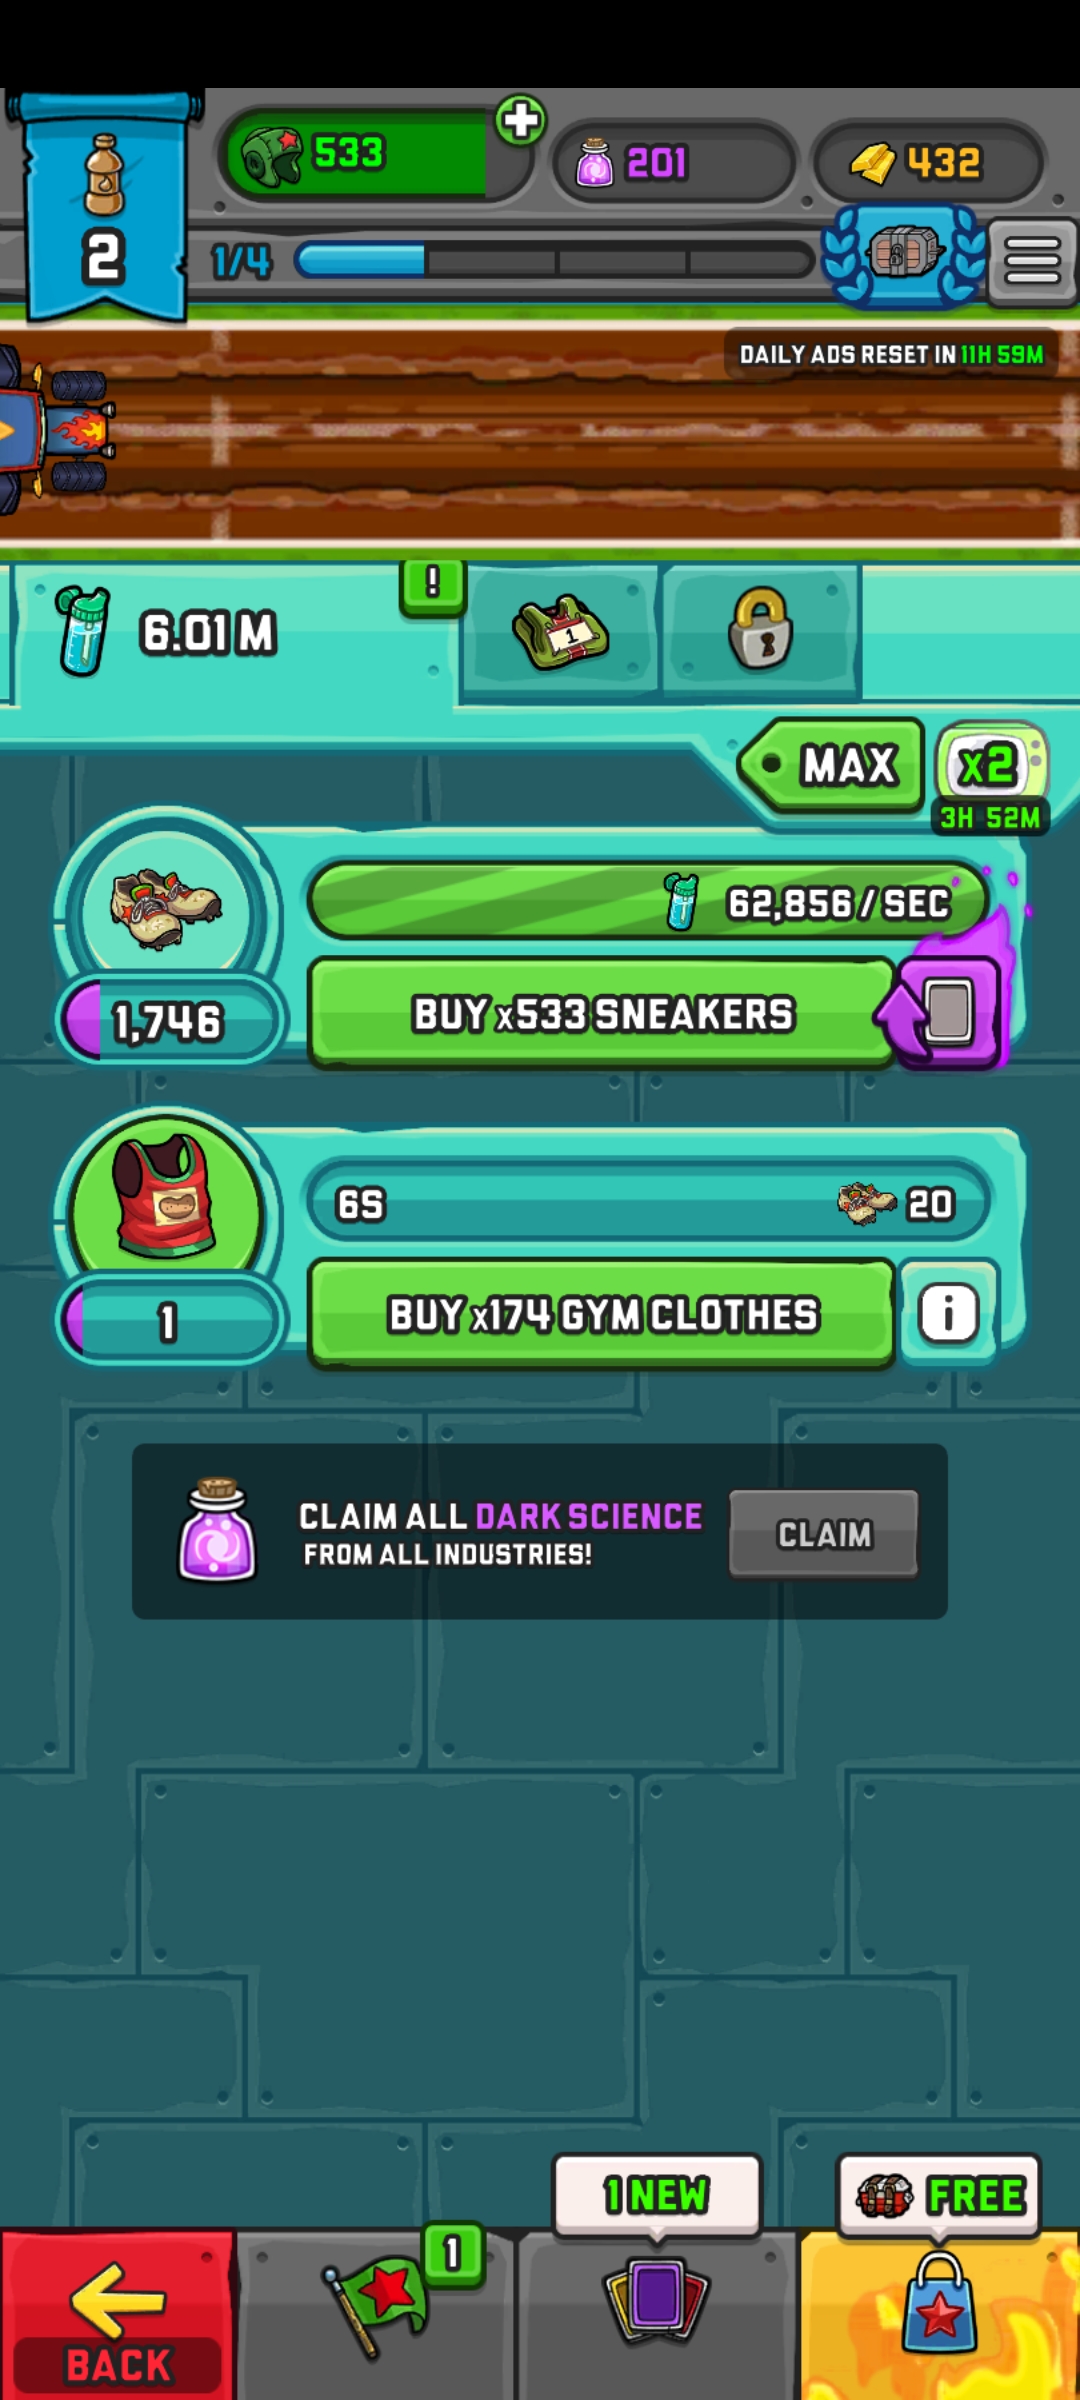 533
201
432
2
1/4
DAILY ADS RESET IN 11H 59M
6.01 M
!
1
MAX
x2
3H 52M
62,856 / SEC
1,746
BUY x533 SNEAKERS
6S
20
1
BUY x174 GYM CLOTHES
i
CLAIM ALL DARK SCIENCE
FROM ALL INDUSTRIES!
CLAIM
1 NEW
FREE
1
BACK